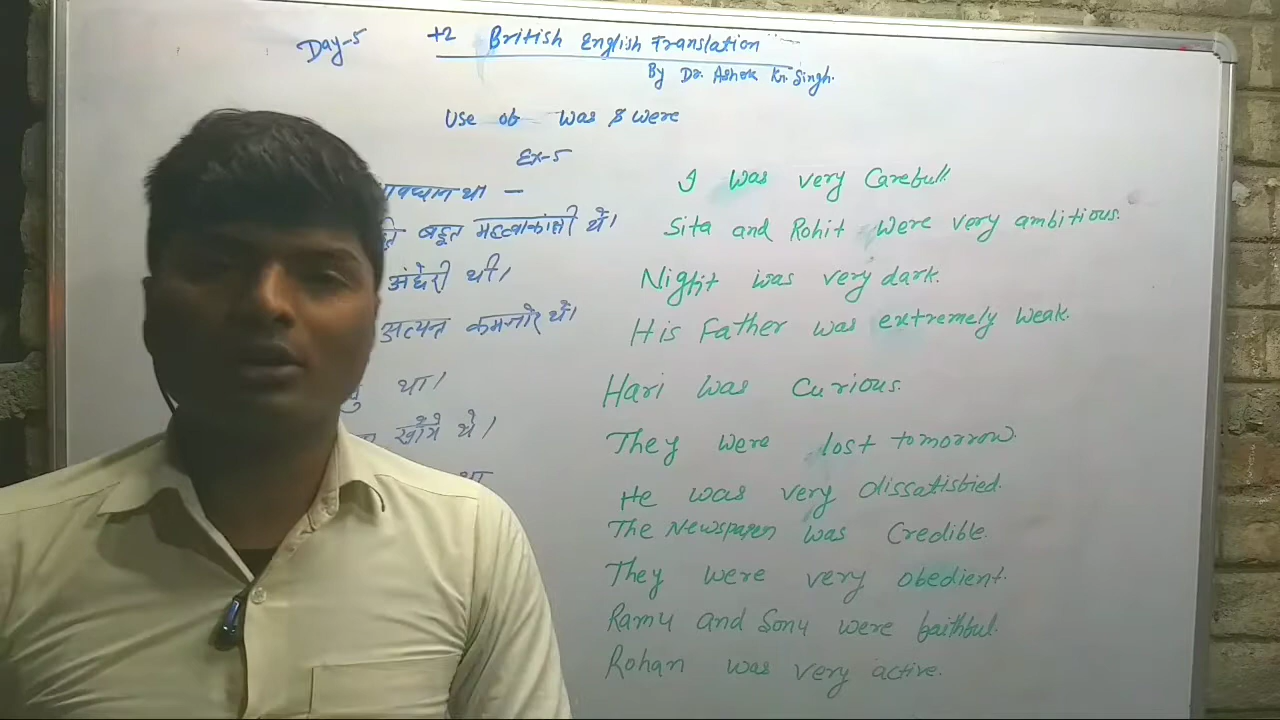 Day-5 +2 British English Translation
By Dr. Ashok Kr. Singh.
Use of was & were
Ex-5
था – I was very Carefull.
बहुत महत्वाकांक्षी थें। Sita and Rohit were very ambitious.
अंधेरी थी। Night was very dark.
अत्यन्त कमजोर थें। His Father was extremely weak.
था। Hari was Curious.
खोंये थे। They were lost tomorrow.
था He was very dissatisfied.
The Newspaper was Credible.
They were very obedient.
Ramu and Sonu were faithful.
Rohan was very active.